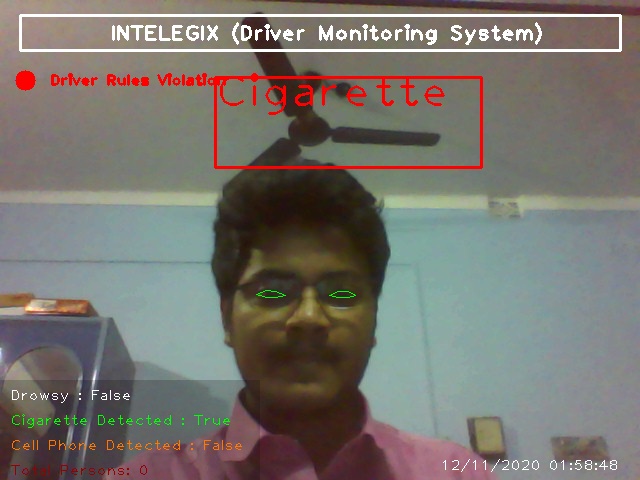 INTELEGIX (Driver Monitoring System)
Driver Rules Violation
Cigarette
Drowsy : False
Cigarette Detected : True
Cell Phone Detected : False
Total Persons: 0
12/11/2020 01:58:48